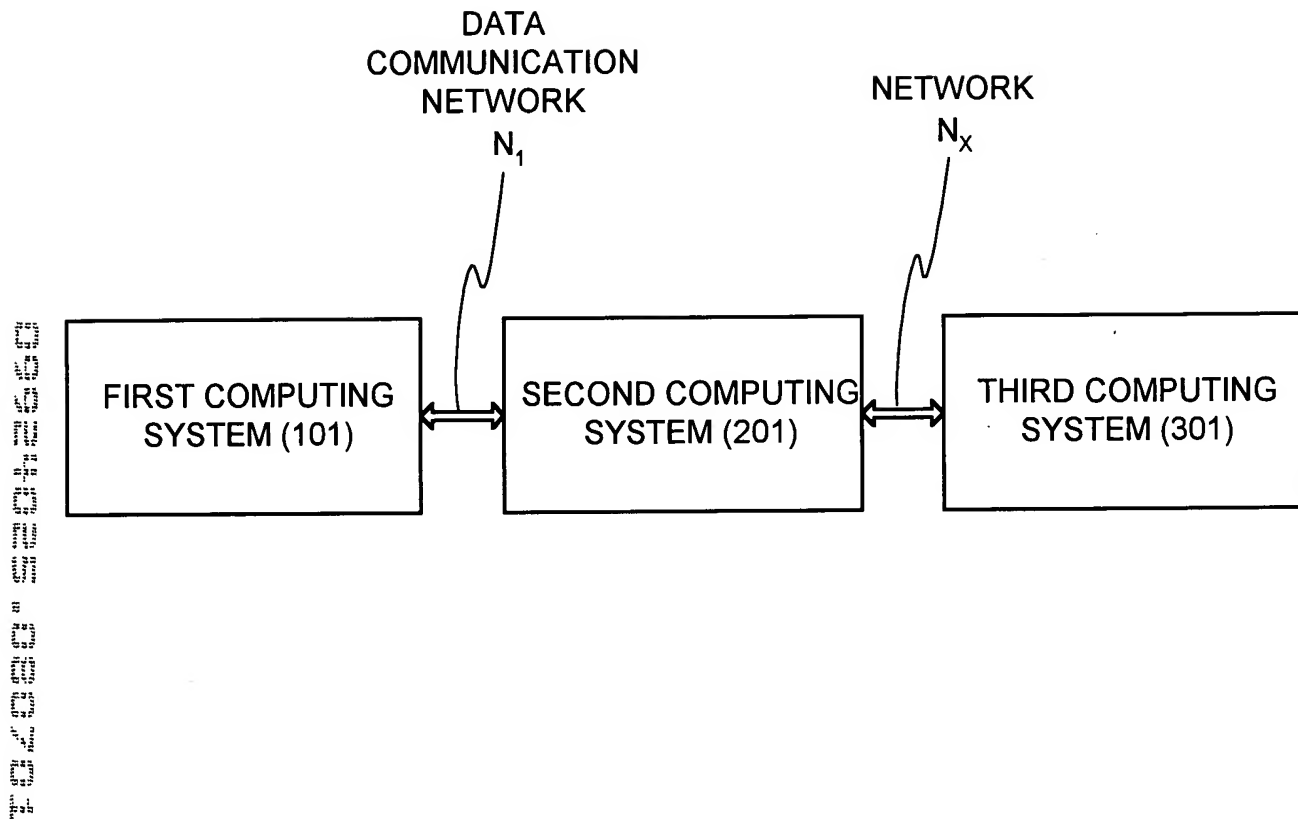 DATA
COMMUNICATION
NETWORK
N₁
NETWORK
Nₓ
FIRST COMPUTING
SYSTEM (101)
SECOND COMPUTING
SYSTEM (201)
THIRD COMPUTING
SYSTEM (301)